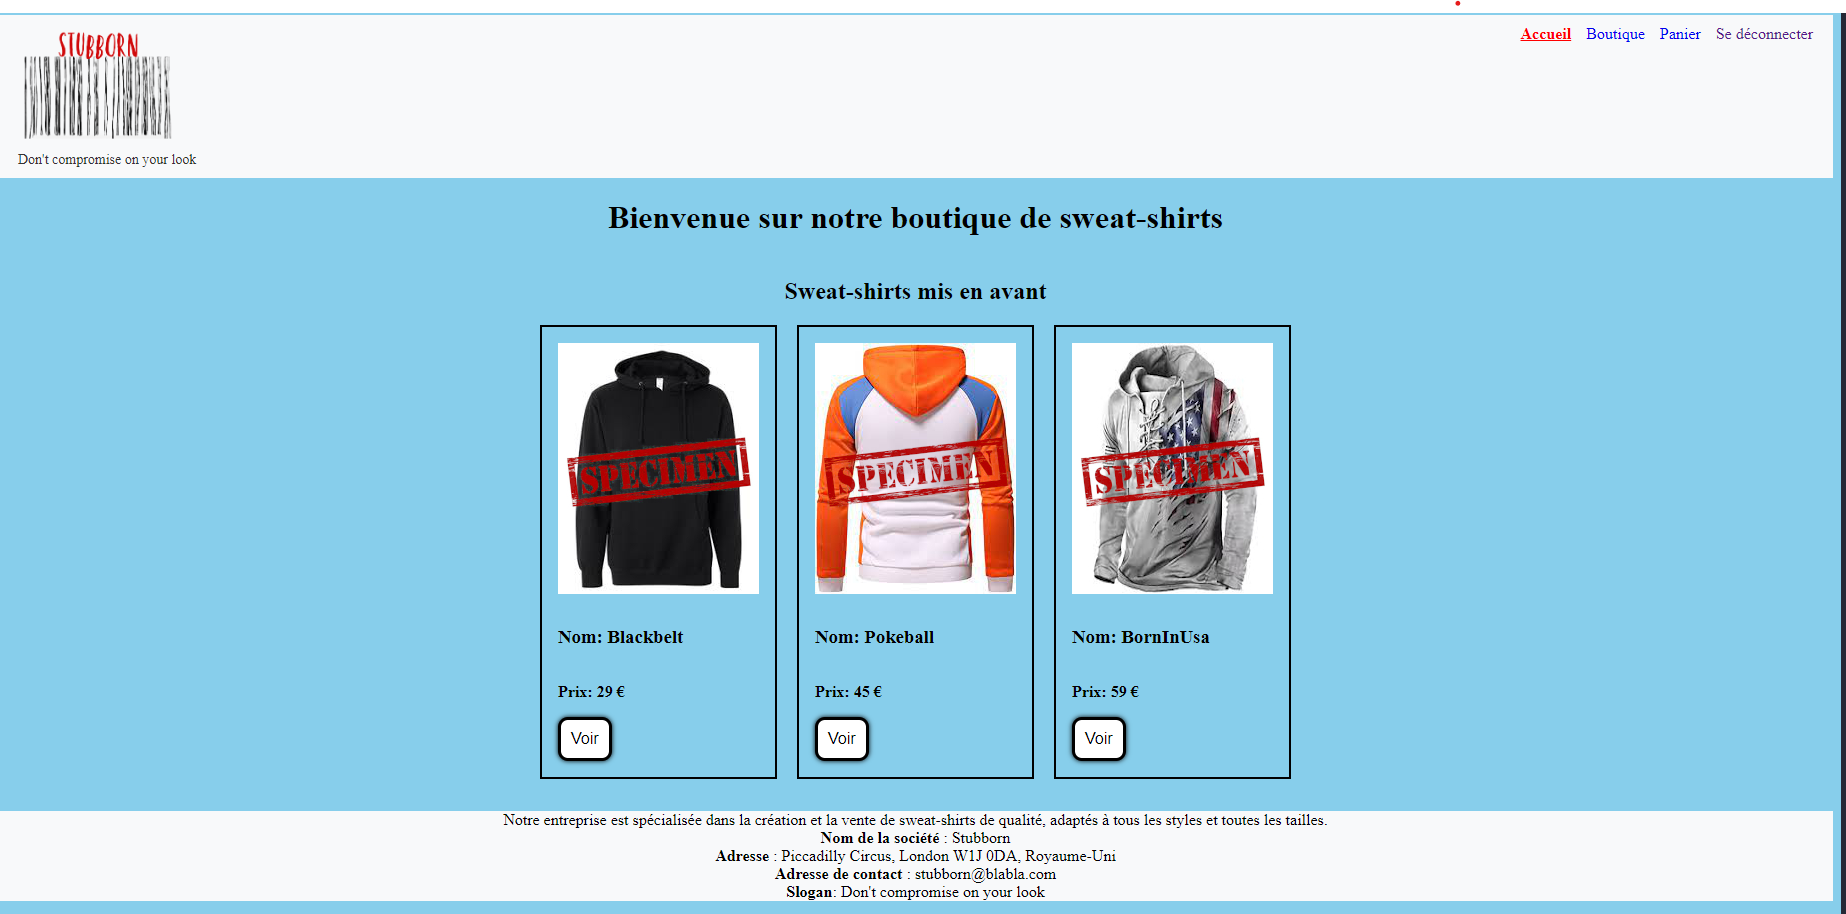 STUBBORN
Don't compromise on your look
Accueil Boutique Panier Se déconnecter
Bienvenue sur notre boutique de sweat-shirts
Sweat-shirts mis en avant
SPECIMEN SPECIMEN SPECIMEN
Nom: Blackbelt Nom: Pokeball Nom: BornInUsa
Prix: 29 € Prix: 45 € Prix: 59 €
Voir Voir Voir
Notre entreprise est spécialisée dans la création et la vente de sweat-shirts de qualité, adaptés à tous les styles et toutes les tailles.
Nom de la société : Stubborn
Adresse : Piccadilly Circus, London W1J 0DA, Royaume-Uni
Adresse de contact : stubborn@blabla.com
Slogan: Don't compromise on your look